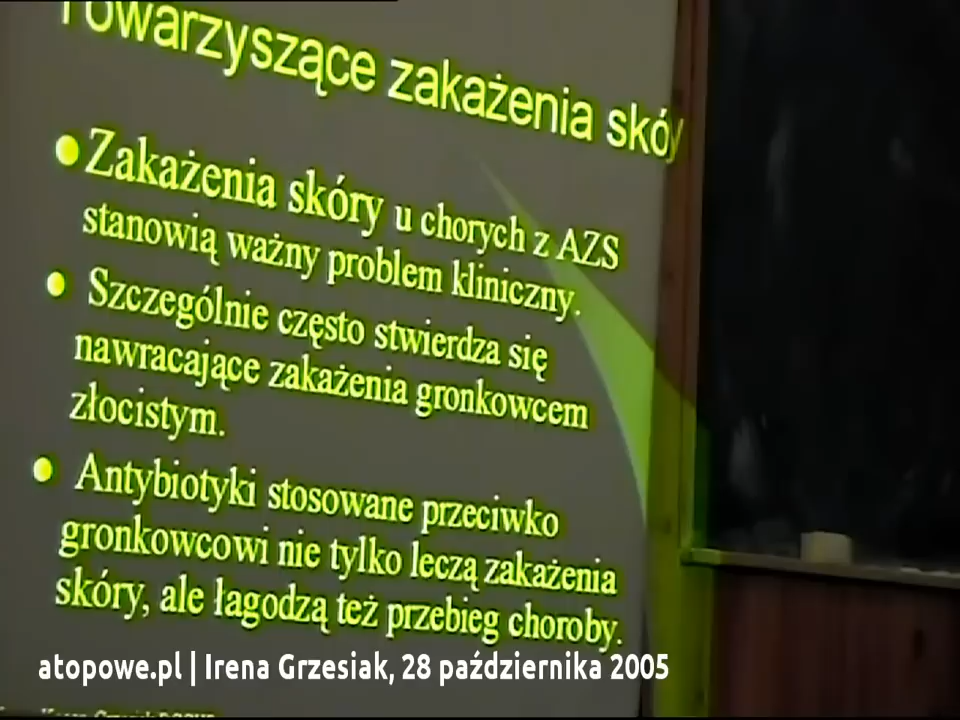 Towarzyszące zakażenia skóry
Zakażenia skóry u chorych z AZS
stanowią ważny problem kliniczny.
Szczególnie często stwierdza się
nawracające zakażenia gronkowcem
złocistym.
Antybiotyki stosowane przeciwko
gronkowcowi nie tylko leczą zakażenia
skóry, ale łagodzą też przebieg choroby.
atopowe.pl | Irena Grzesiak, 28 października 2005